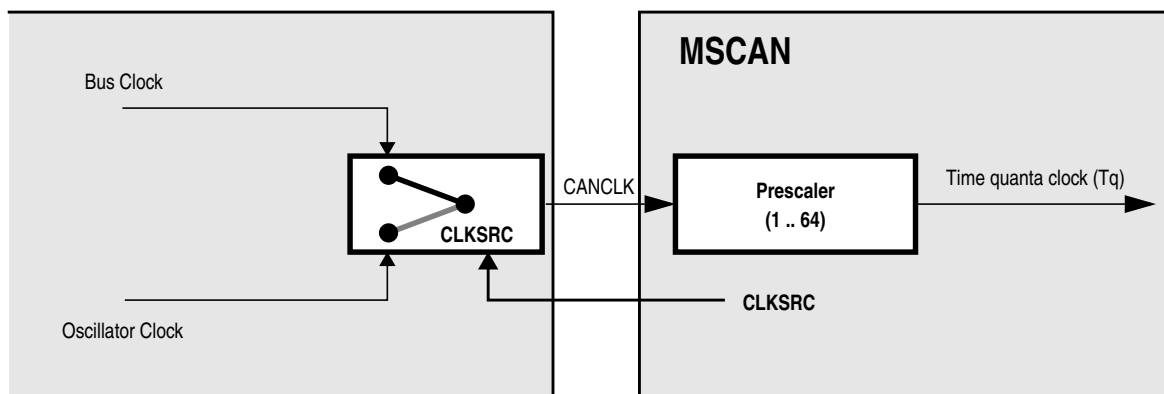 MSCAN
Bus Clock
CANCLK
Prescaler
(1 .. 64)
Time quanta clock (Tq)
CLKSRC
CLKSRC
Oscillator Clock